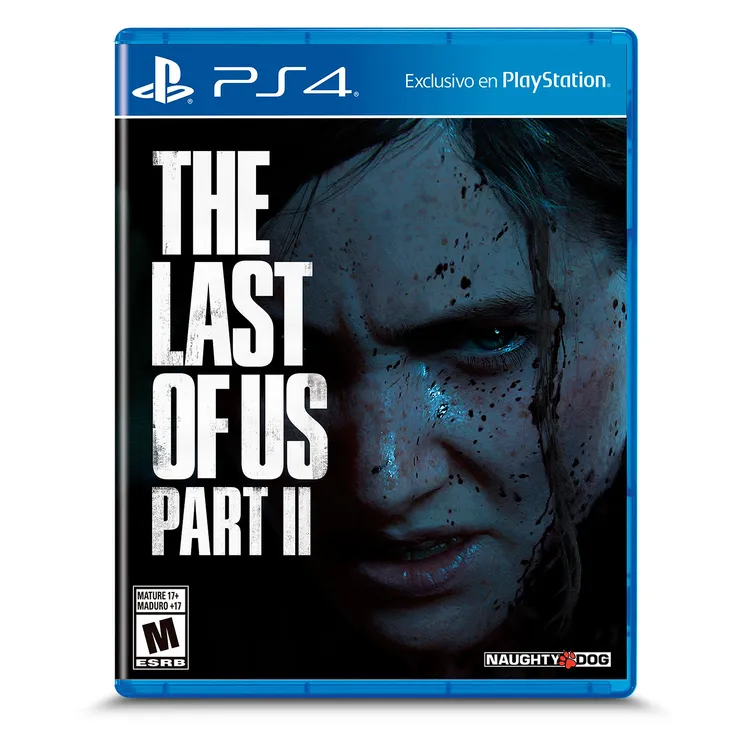 PS4
Exclusivo en PlayStation.
THE
LAST
OF US
PART II
MATURE 17+
MADURO +17
M
ESRB
NAUGHTY DOG